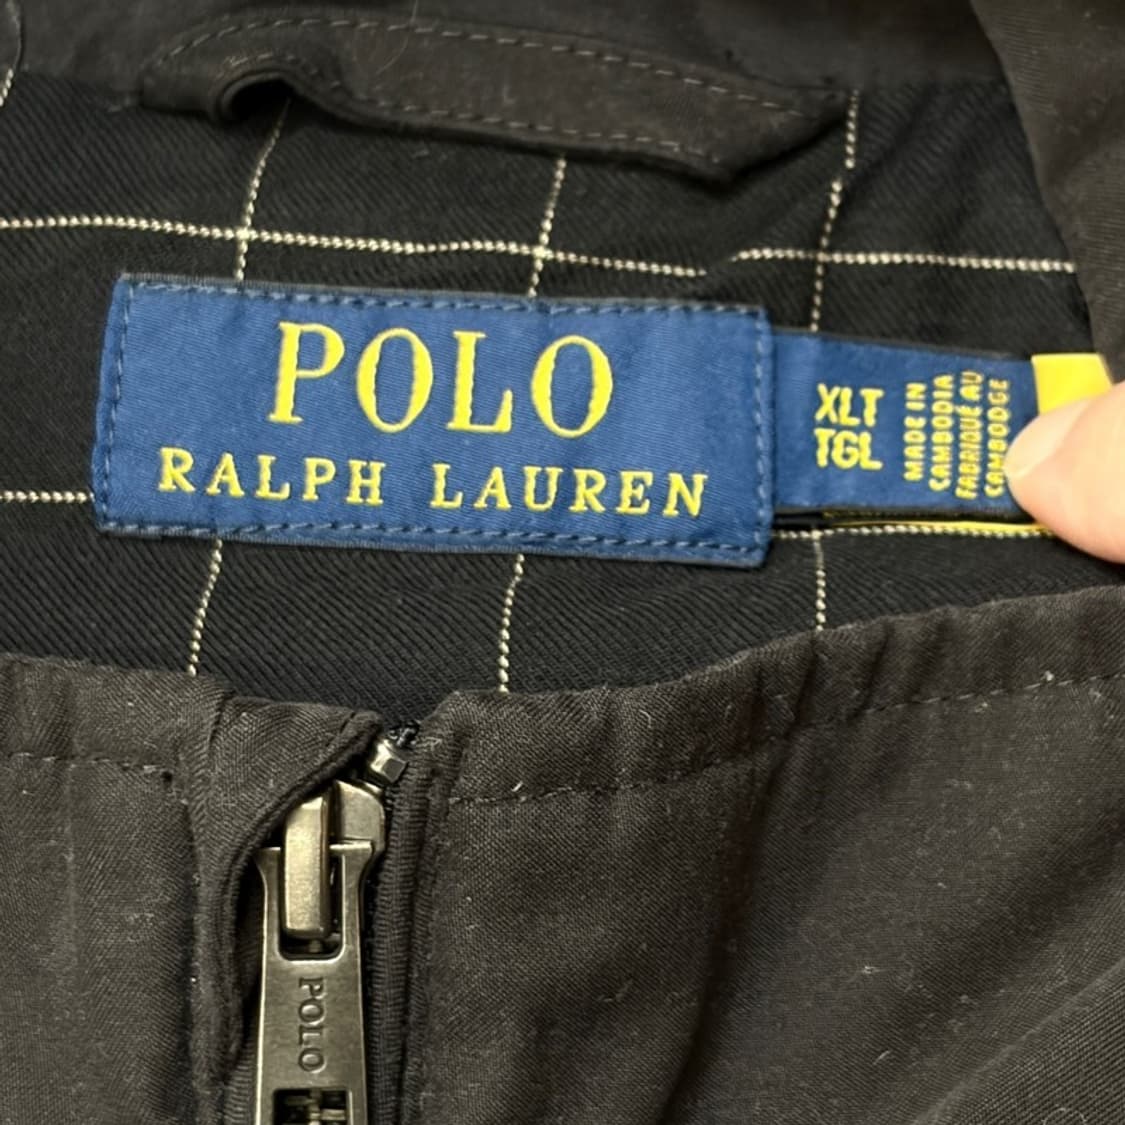 POLO
RALPH LAUREN
XLT
TGL
MADE IN
CAMBODIA
FABRIQUÉ AU
CAMBODGE
POLO